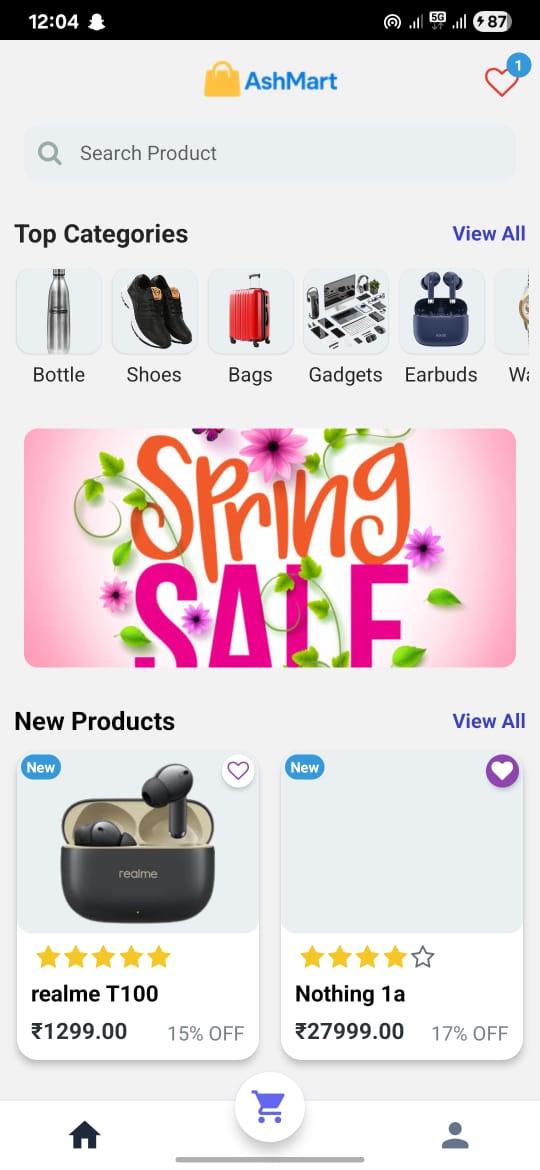 12:04 5G 87
AshMart 1
Search Product
Top Categories View All
Bottle Shoes Bags Gadgets Earbuds Wa
Spring
SALE
New Products View All
New New
realme
realme T100 Nothing 1a
₹1299.00 15% OFF ₹27999.00 17% OFF